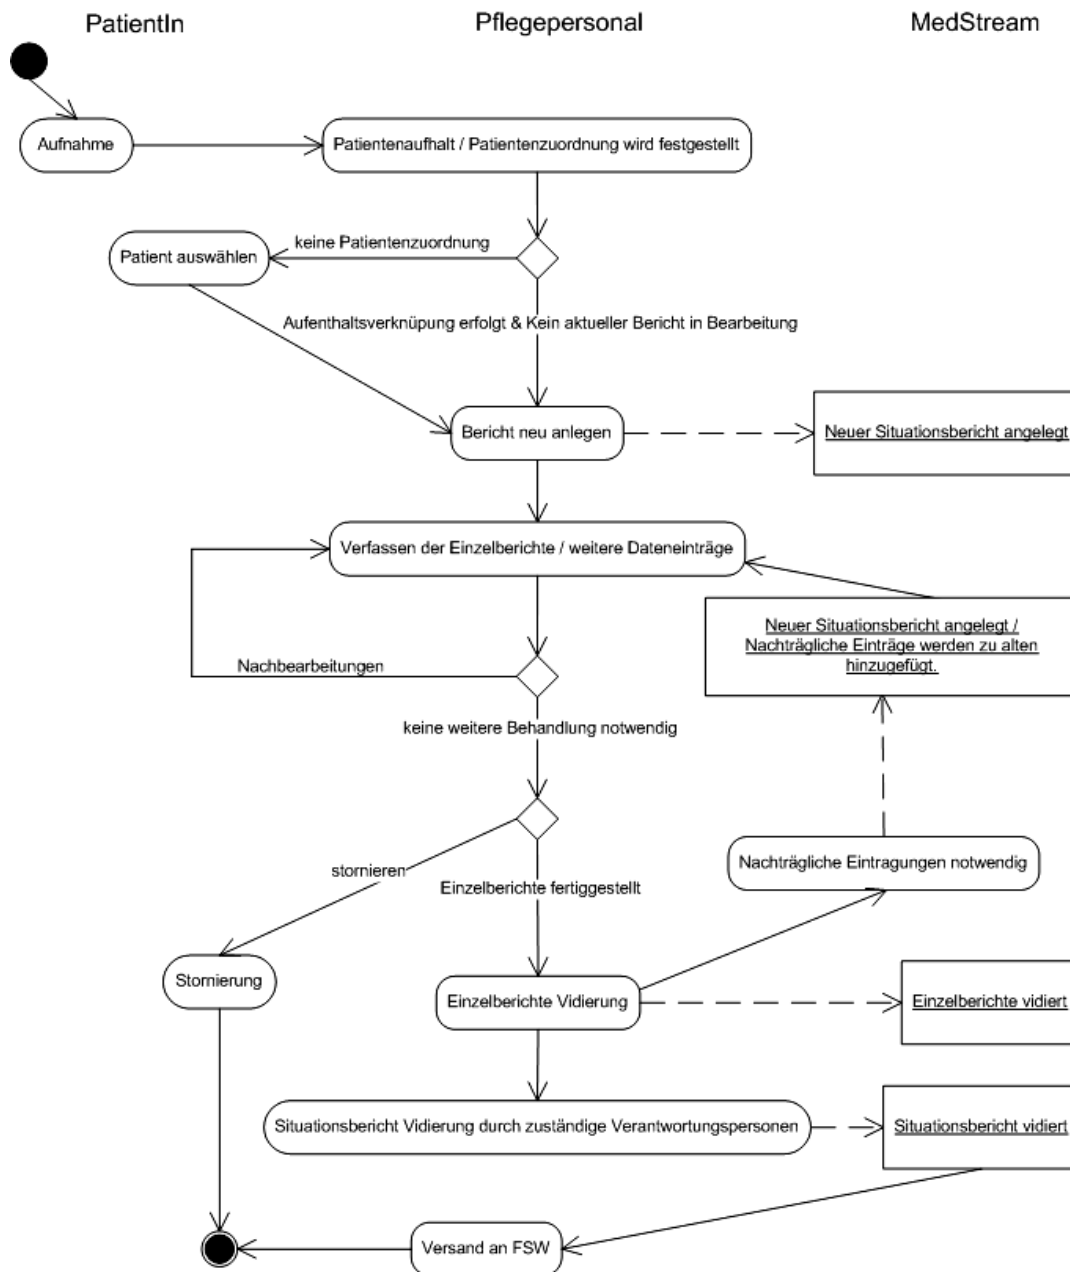 PatientIn
Pflegepersonal
MedStream
Aufnahme
Patientenaufhalt / Patientenzuordnung wird festgestellt
keine Patientenzuordnung
Patient auswählen
Aufenthaltsverknüpung erfolgt & Kein aktueller Bericht in Bearbeitung
Bericht neu anlegen
Neuer Situationsbericht angelegt
Verfassen der Einzelberichte / weitere Dateneinträge
Neuer Situationsbericht angelegt /
Nachträgliche Einträge werden zu alten
hinzugefügt.
Nachbearbeitungen
keine weitere Behandlung notwendig
Nachträgliche Eintragungen notwendig
stornieren
Einzelberichte fertiggestellt
Stornierung
Einzelberichte Vidierung
Einzelberichte vidiert
Situationsbericht Vidierung durch zuständige Verantwortungspersonen
Situationsbericht vidiert
Versand an FSW